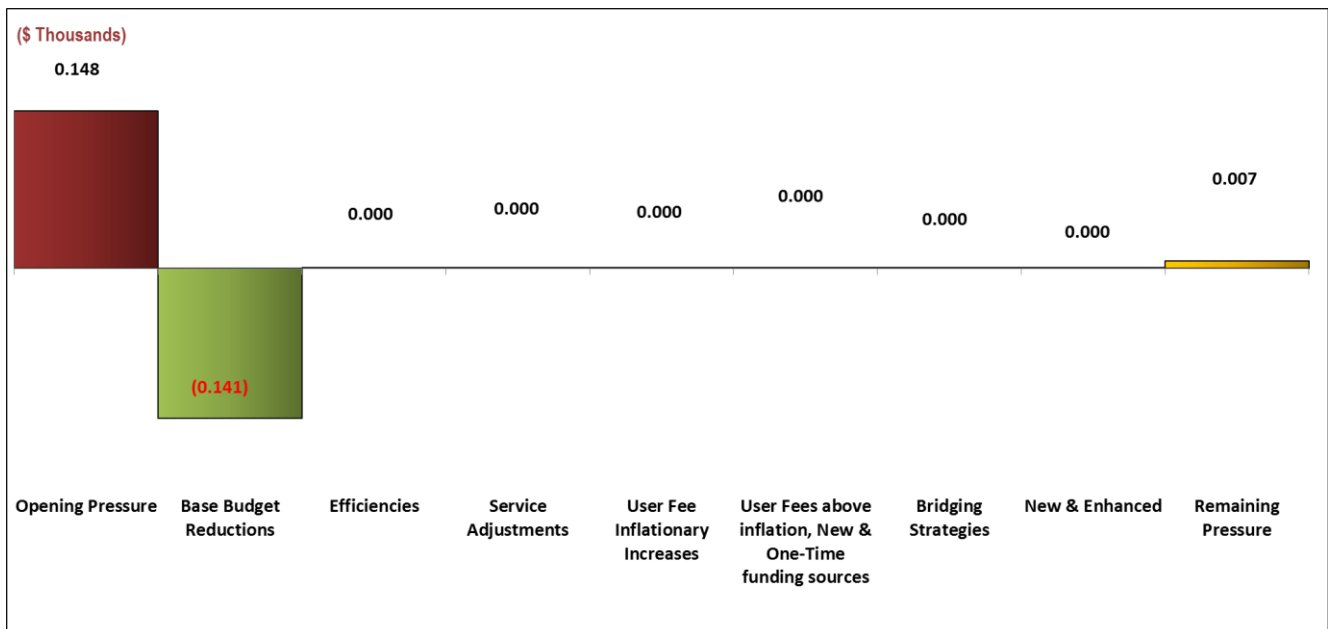 ($ Thousands)
0.148
(0.141)
0.000
0.000
0.000
0.000
0.000
0.000
0.007
Opening Pressure
Base Budget
Reductions
Efficiencies
Service
Adjustments
User Fee
Inflationary
Increases
User Fees above
inflation, New &
One-Time
funding sources
Bridging
Strategies
New & Enhanced
Remaining
Pressure